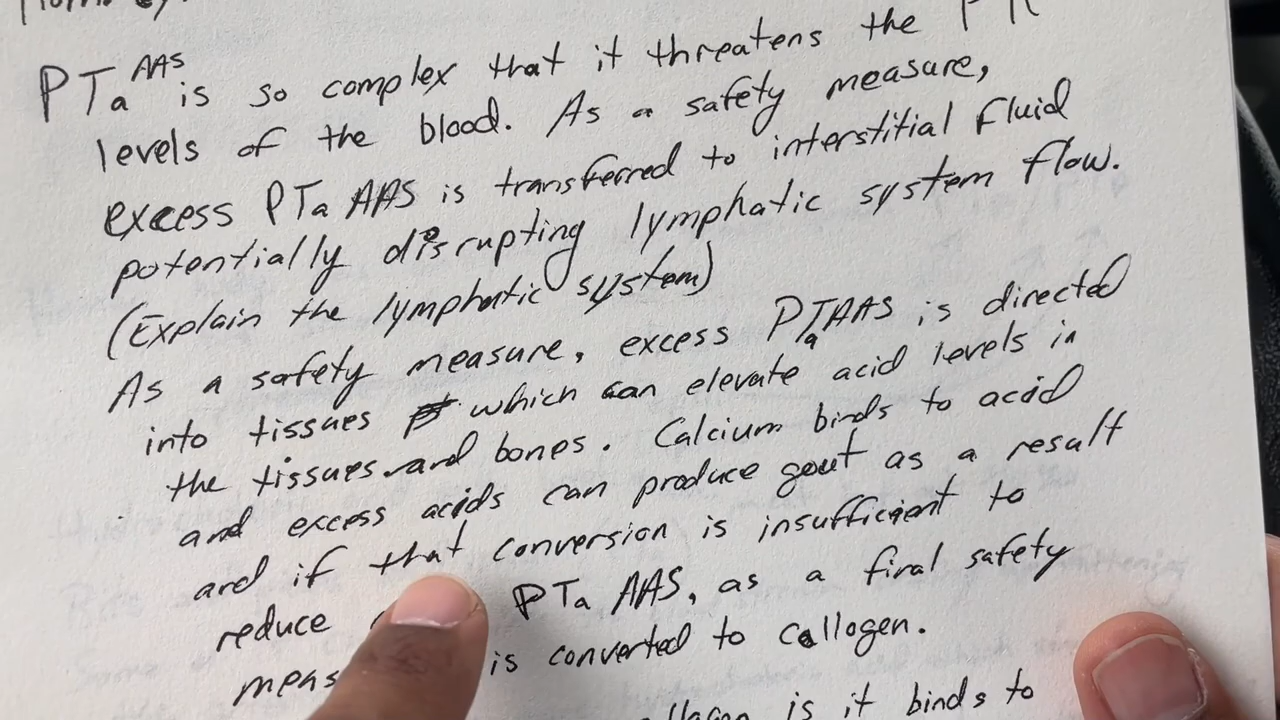 PTa AAS is so complex that it threatens the
levels of the blood. As a safety measure,
excess PTa AAS is transferred to interstitial fluid
potentially disrupting lymphatic system flow.
(Explain the lymphatic system)
As a safety measure, excess PTaAAS is directed
into tissues which can elevate acid levels in
the tissues and bones. Calcium binds to acid
and excess acids can produce gout as a result
and if that conversion is insufficient to
reduce PTa AAS, as a final safety
is converted to collogen.
is it binds to